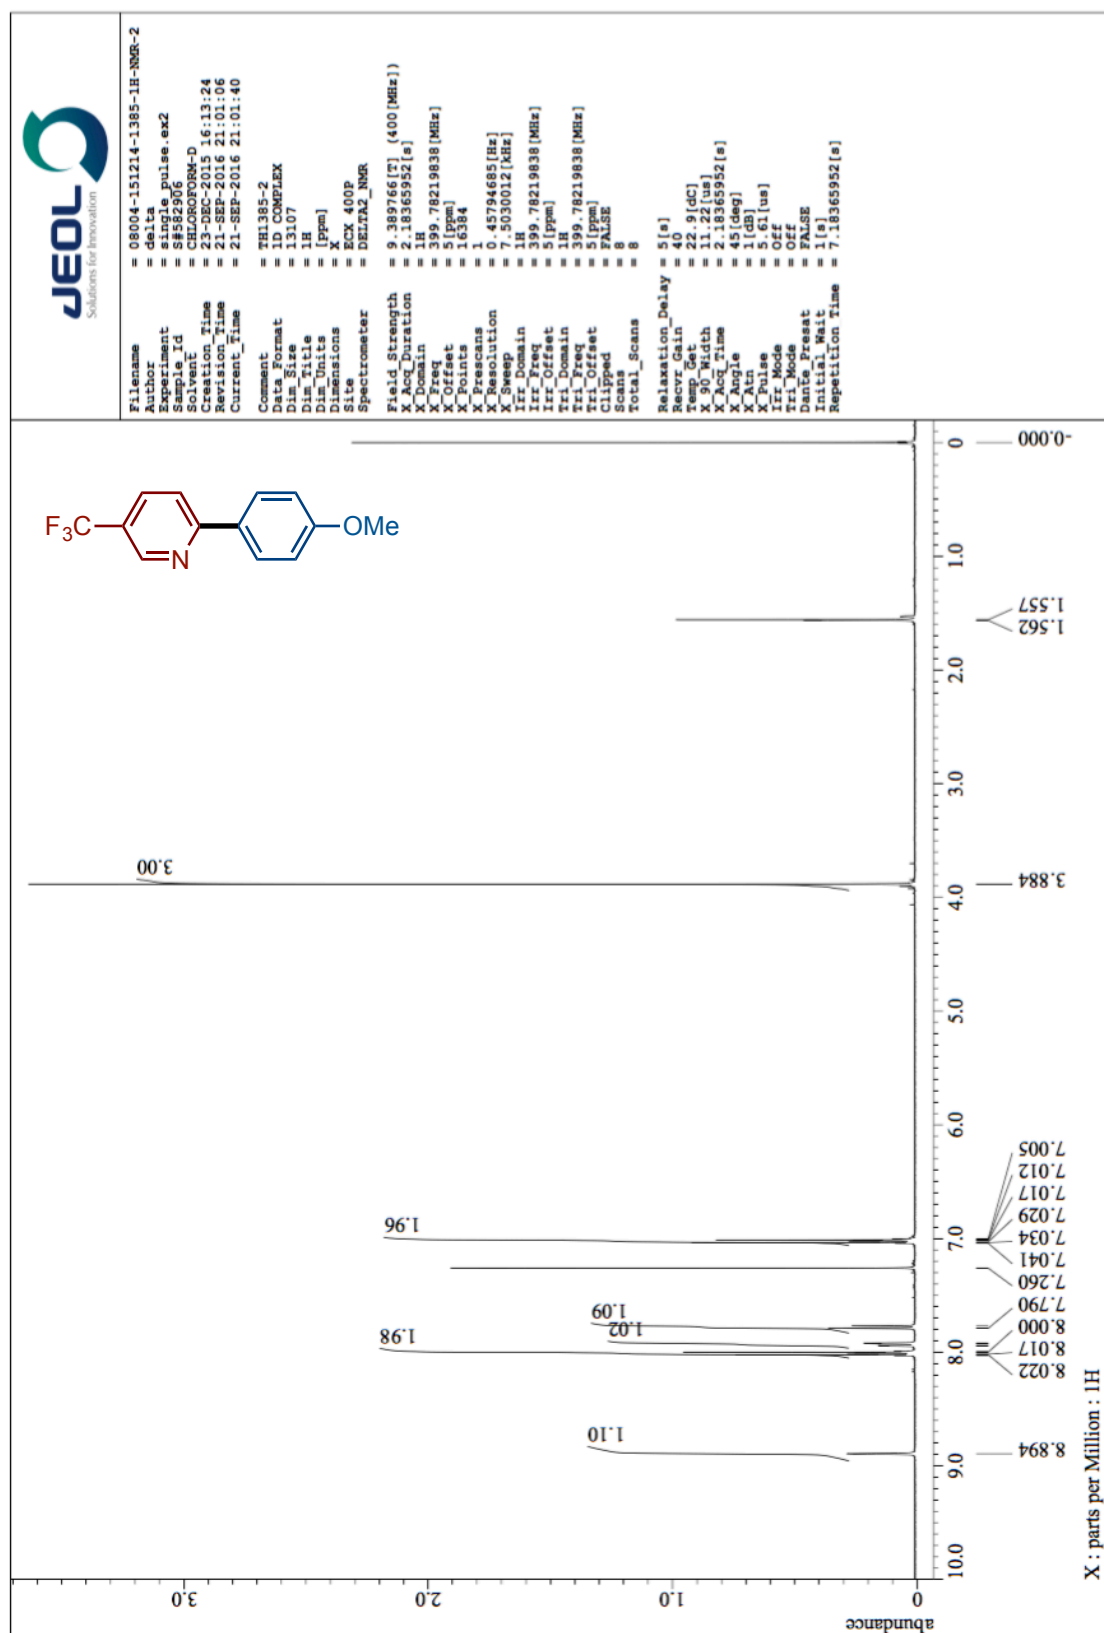 JEOL
Solutions for Innovation
Filename = 08004-151214-1385-1H-NMR-2
Author = delta
Experiment = single_pulse.ex2
Sample_Id = S#582906
Solvent = CHLOROFORM-D
Creation_Time = 23-DEC-2015 16:13:24
Revision_Time = 21-SEP-2016 21:01:06
Current_Time = 21-SEP-2016 21:01:40
Comment = TH1385-2
Data_Format = 1D COMPLEX
Dim_Size = 13107
Dim_Title = 1H
Dim_Units = [ppm]
Dimensions = X
Site = ECX 400P
Spectrometer = DELTA2_NMR
Field_Strength = 9.389766[T] (400[MHz])
X_Acq_Duration = 2.18365952[s]
X_Domain = 1H
X_Freq = 399.78219838[MHz]
X_Offset = 5[ppm]
X_Points = 16384
X_Prescans = 1
X_Resolution = 0.45794685[Hz]
X_Sweep = 7.5030012[kHz]
Irr_Domain = 1H
Irr_Freq = 399.78219838[MHz]
Irr_Offset = 5[ppm]
Tri_Domain = 1H
Tri_Freq = 399.78219838[MHz]
Tri_Offset = 5[ppm]
Clipped = FALSE
Scans = 8
Total_Scans = 8
Relaxation_Delay = 5[s]
Recvr_Gain = 40
Temp_Get = 22.9[dC]
X_90_Width = 11.22[us]
X_Acq_Time = 2.18365952[s]
X_Angle = 45[deg]
X_Atn = 1[dB]
X_Pulse = 5.61[us]
Irr_Mode = Off
Tri_Mode = Off
Dante_Presat = FALSE
Initial_Wait = 1[s]
Repetition_Time = 7.18365952[s]
F3C
N
OMe
abundance
0
1.0
2.0
3.0
1.10
1.98
1.02
1.09
1.96
3.00
10.0
9.0
8.0
7.0
6.0
5.0
4.0
3.0
2.0
1.0
0
8.894
8.022
8.017
8.000
7.790
7.260
7.041
7.034
7.029
7.017
7.012
7.005
3.884
1.562
1.557
-0.000
X : parts per Million : 1H